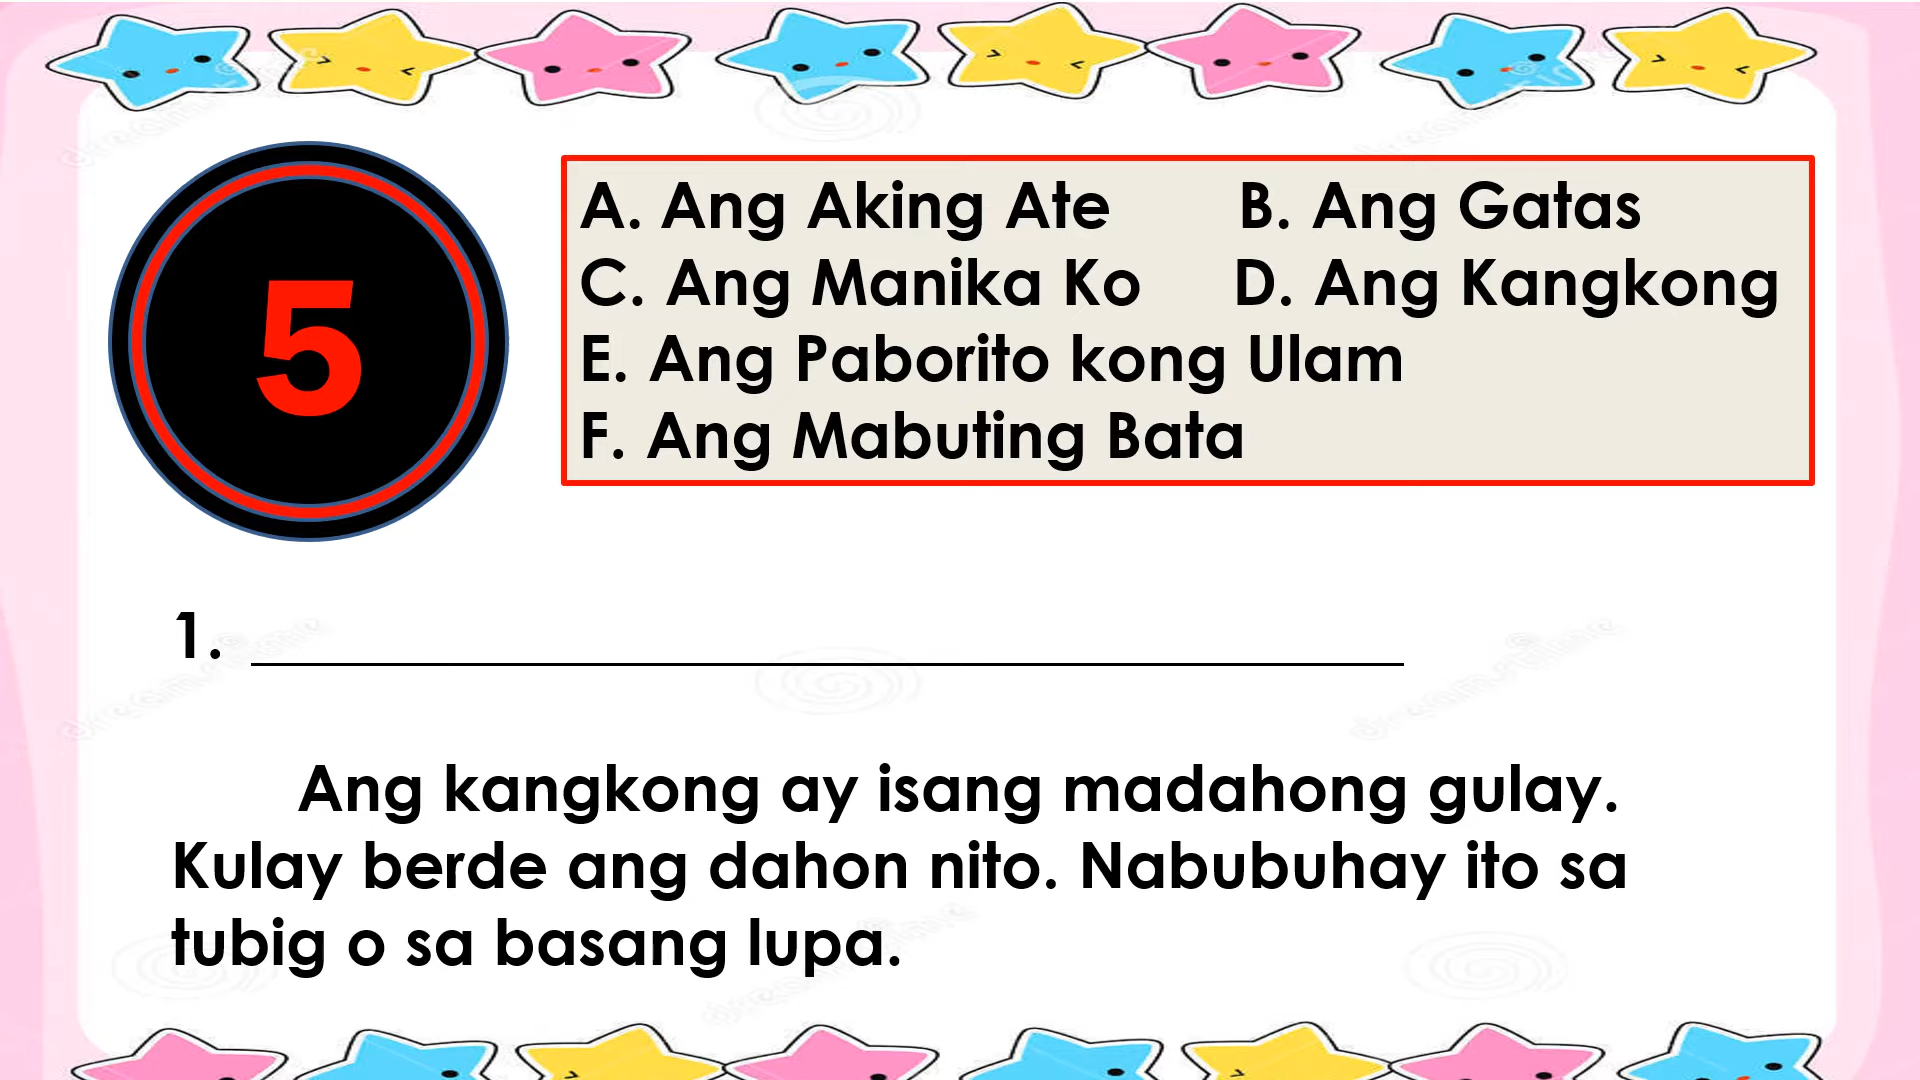 5
A. Ang Aking Ate B. Ang Gatas
C. Ang Manika Ko D. Ang Kangkong
E. Ang Paborito kong Ulam
F. Ang Mabuting Bata
1. ____________________________________
Ang kangkong ay isang madahong gulay.
Kulay berde ang dahon nito. Nabubuhay ito sa
tubig o sa basang lupa.